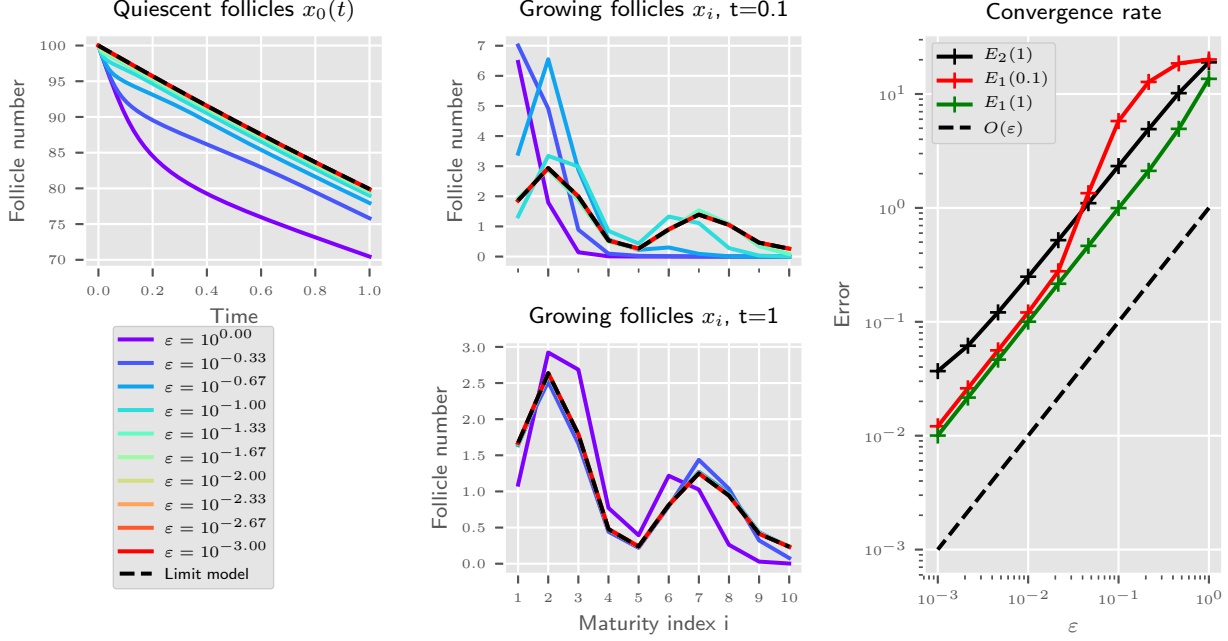 Quiescent follicles x₀(t)
Follicle number
100
95
90
85
80
75
70
0.0
0.2
0.4
0.6
0.8
1.0
Time
ε = 10^0.00
ε = 10^−0.33
ε = 10^−0.67
ε = 10^−1.00
ε = 10^−1.33
ε = 10^−1.67
ε = 10^−2.00
ε = 10^−2.33
ε = 10^−2.67
ε = 10^−3.00
Limit model
Growing follicles xᵢ, t=0.1
Follicle number
7
6
5
4
3
2
1
0
Growing follicles xᵢ, t=1
Follicle number
3.0
2.5
2.0
1.5
1.0
0.5
0.0
1
2
3
4
5
6
7
8
9
10
Maturity index i
Convergence rate
E₂(1)
E₁(0.1)
E₁(1)
O(ε)
Error
10¹
10⁰
10⁻¹
10⁻²
10⁻³
10⁻³
10⁻²
10⁻¹
10⁰
ε